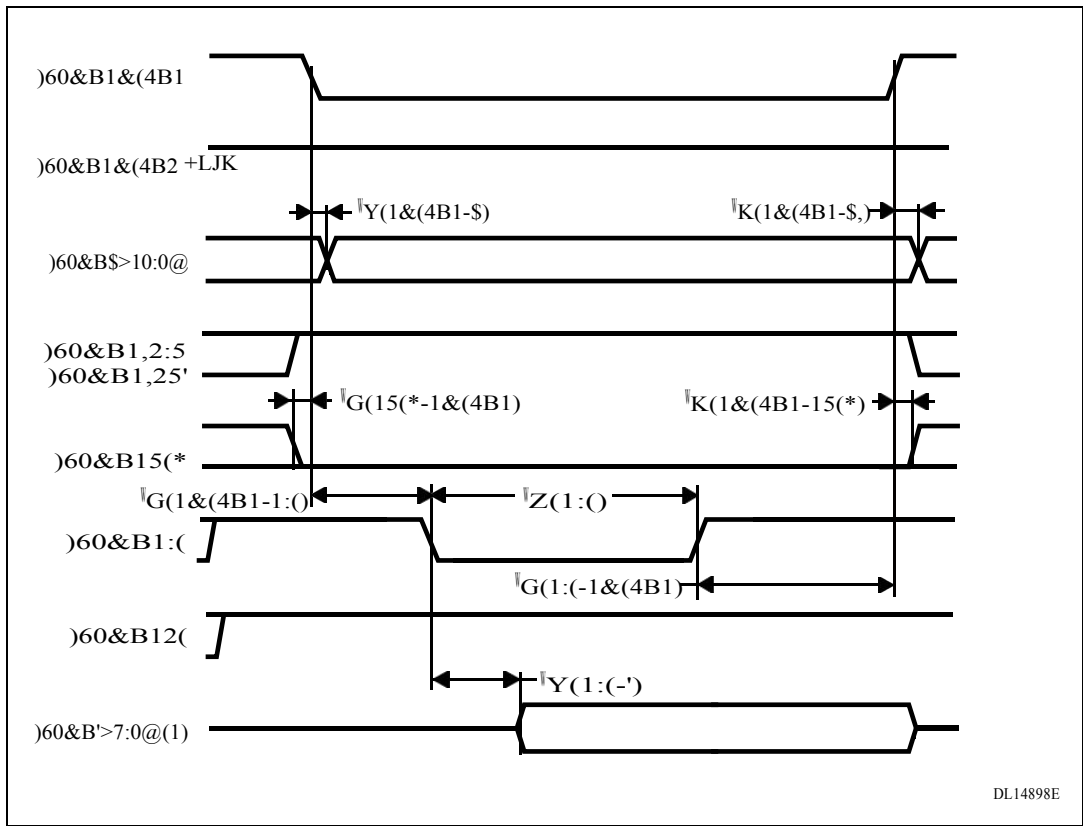 )60&B1&(4B1
)60&B1&(4B2 +LJK
Y(1&(4B1-$)
K(1&(4B1-$,)
)60&B$>10:0@
)60&B1,2:5
)60&B1,25'
G(15(*-1&(4B1)
K(1&(4B1-15(*)
)60&B15(*
G(1&(4B1-1:()
Z(1:()
)60&B1:(
G(1:(-1&(4B1)
)60&B12(
Y(1:(-')
)60&B'>7:0@(1)
DL14898E